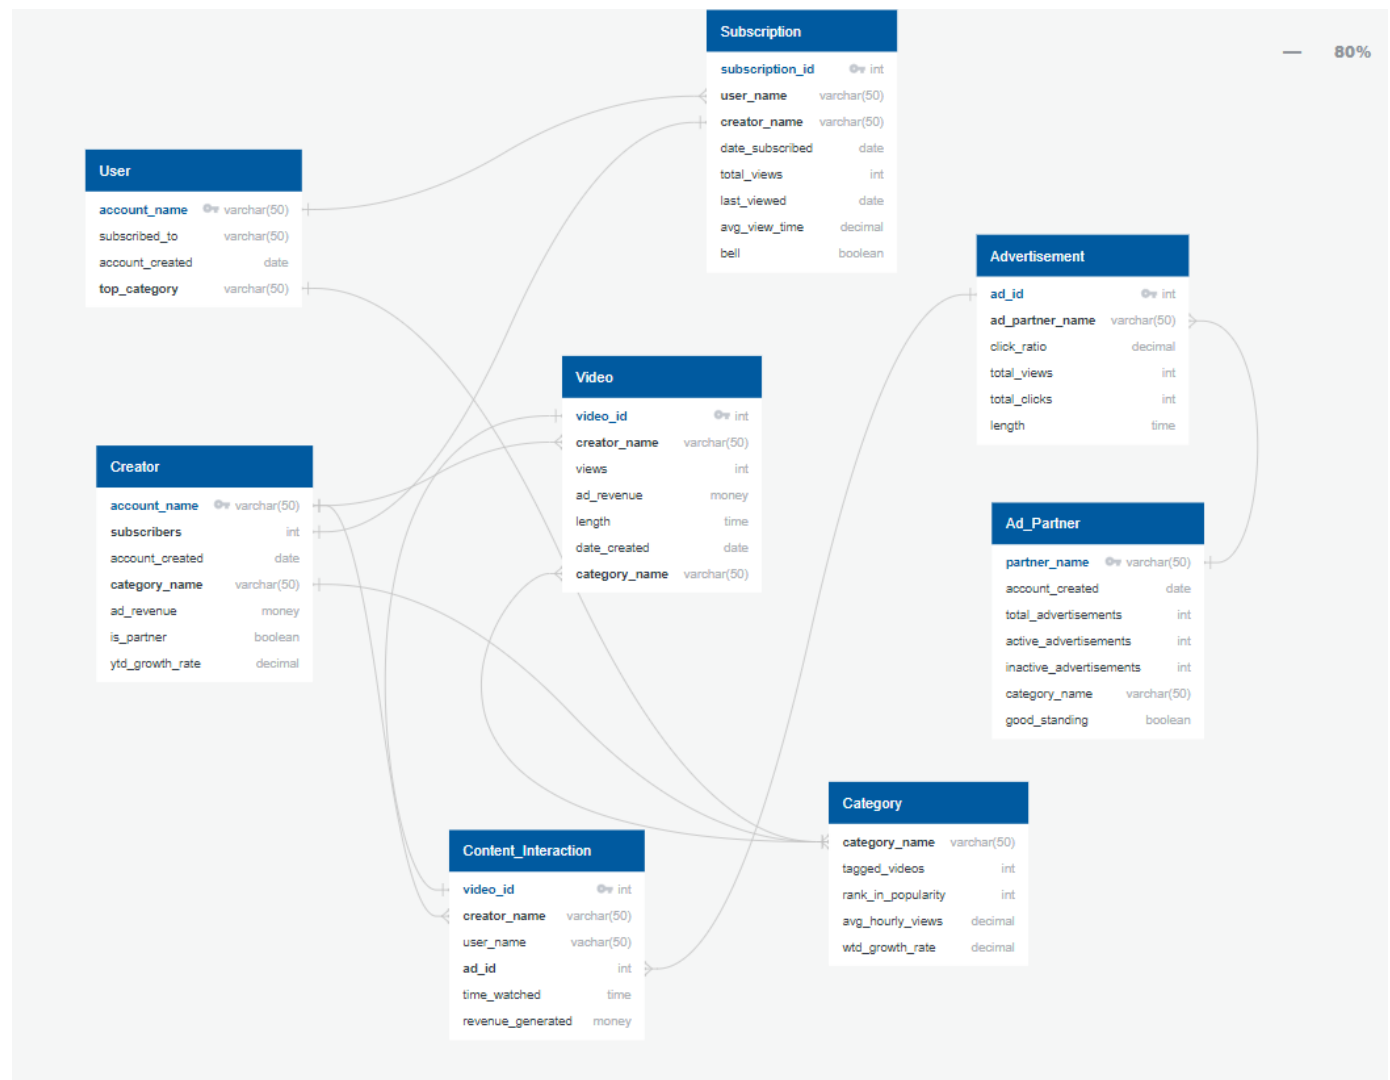 Subscription
subscription_id int
user_name varchar(50)
creator_name varchar(50)
date_subscribed date
total_views int
last_viewed date
avg_view_time decimal
bell boolean
80%
User
account_name varchar(50)
subscribed_to varchar(50)
account_created date
top_category varchar(50)
Advertisement
ad_id int
ad_partner_name varchar(50)
click_ratio decimal
total_views int
total_clicks int
length time
Video
video_id int
creator_name varchar(50)
views int
ad_revenue money
length time
date_created date
category_name varchar(50)
Creator
account_name varchar(50)
subscribers int
account_created date
category_name varchar(50)
ad_revenue money
is_partner boolean
ytd_growth_rate decimal
Ad_Partner
partner_name varchar(50)
account_created date
total_advertisements int
active_advertisements int
inactive_advertisements int
category_name varchar(50)
good_standing boolean
Category
category_name varchar(50)
tagged_videos int
rank_in_popularity int
avg_hourly_views decimal
wtd_growth_rate decimal
Content_Interaction
video_id int
creator_name varchar(50)
user_name vachar(50)
ad_id int
time_watched time
revenue_generated money